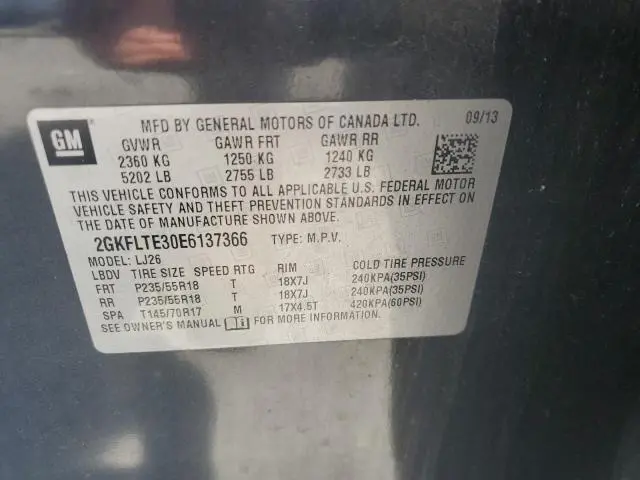 GM
MFD BY GENERAL MOTORS OF CANADA LTD. 09/13
GVWR GAWR FRT GAWR RR
2360 KG 1250 KG 1240 KG
5202 LB 2755 LB 2733 LB
THIS VEHICLE CONFORMS TO ALL APPLICABLE U.S. FEDERAL MOTOR
VEHICLE SAFETY AND THEFT PREVENTION STANDARDS IN EFFECT ON
THE DATE OF MANUFACTURE SHOWN ABOVE.
2GKFLTE30E6137366 TYPE: M.P.V.
MODEL: LJ26
LBDV TIRE SIZE SPEED RTG RIM COLD TIRE PRESSURE
FRT P235/55R18 T 18X7J 240KPA(35PSI)
RR P235/55R18 T 18X7J 240KPA(35PSI)
SPA T145/70R17 M 17X4.5T 420KPA(60PSI)
SEE OWNER'S MANUAL FOR MORE INFORMATION.